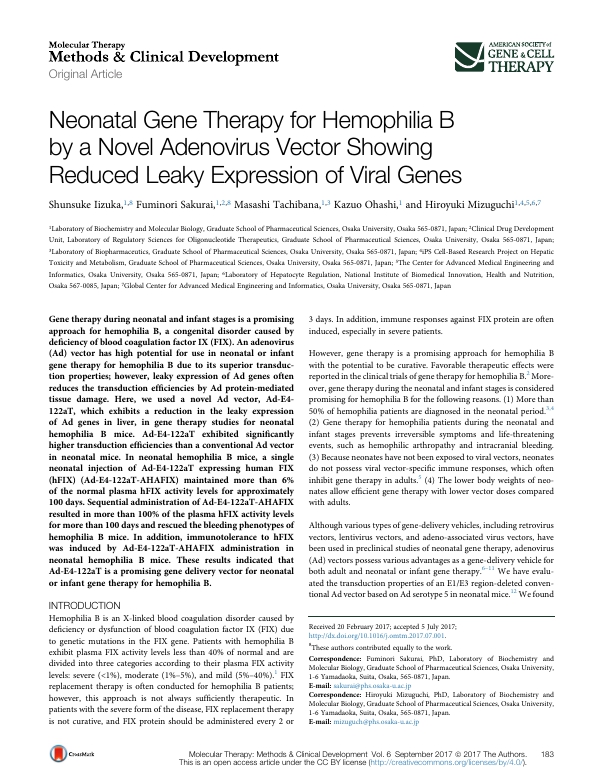 Molecular Therapy
Methods & Clinical Development
Original Article
AMERICAN SOCIETY of
GENE & CELL
THERAPY
Neonatal Gene Therapy for Hemophilia B
by a Novel Adenovirus Vector Showing
Reduced Leaky Expression of Viral Genes
Shunsuke Iizuka,1,8 Fuminori Sakurai,1,2,8 Masashi Tachibana,1,3 Kazuo Ohashi,1 and Hiroyuki Mizuguchi1,4,5,6,7
1Laboratory of Biochemistry and Molecular Biology, Graduate School of Pharmaceutical Sciences, Osaka University, Osaka 565-0871, Japan; 2Clinical Drug Development
Unit, Laboratory of Regulatory Sciences for Oligonucleotide Therapeutics, Graduate School of Pharmaceutical Sciences, Osaka University, Osaka 565-0871, Japan;
3Laboratory of Biopharmaceutics, Graduate School of Pharmaceutical Sciences, Osaka University, Osaka 565-0871, Japan; 4iPS Cell-Based Research Project on Hepatic
Toxicity and Metabolism, Graduate School of Pharmaceutical Sciences, Osaka University, Osaka 565-0871, Japan; 5The Center for Advanced Medical Engineering and
Informatics, Osaka University, Osaka 565-0871, Japan; 6Laboratory of Hepatocyte Regulation, National Institute of Biomedical Innovation, Health and Nutrition,
Osaka 567-0085, Japan; 7Global Center for Advanced Medical Engineering and Informatics, Osaka University, Osaka 565-0871, Japan
Gene therapy during neonatal and infant stages is a promising
approach for hemophilia B, a congenital disorder caused by
deficiency of blood coagulation factor IX (FIX). An adenovirus
(Ad) vector has high potential for use in neonatal or infant
gene therapy for hemophilia B due to its superior transduc-
tion properties; however, leaky expression of Ad genes often
reduces the transduction efficiencies by Ad protein-mediated
tissue damage. Here, we used a novel Ad vector, Ad-E4-
122aT, which exhibits a reduction in the leaky expression
of Ad genes in liver, in gene therapy studies for neonatal
hemophilia B mice. Ad-E4-122aT exhibited significantly
higher transduction efficiencies than a conventional Ad vector
in neonatal mice. In neonatal hemophilia B mice, a single
neonatal injection of Ad-E4-122aT expressing human FIX
(hFIX) (Ad-E4-122aT-AHAFIX) maintained more than 6%
of the normal plasma hFIX activity levels for approximately
100 days. Sequential administration of Ad-E4-122aT-AHAFIX
resulted in more than 100% of the plasma hFIX activity levels
for more than 100 days and rescued the bleeding phenotypes of
hemophilia B mice. In addition, immunotolerance to hFIX
was induced by Ad-E4-122aT-AHAFIX administration in
neonatal hemophilia B mice. These results indicated that
Ad-E4-122aT is a promising gene delivery vector for neonatal
or infant gene therapy for hemophilia B.
INTRODUCTION
Hemophilia B is an X-linked blood coagulation disorder caused by
deficiency or dysfunction of blood coagulation factor IX (FIX) due
to genetic mutations in the FIX gene. Patients with hemophilia B
exhibit plasma FIX activity levels less than 40% of normal and are
divided into three categories according to their plasma FIX activity
levels: severe (<1%), moderate (1%–5%), and mild (5%–40%).1 FIX
replacement therapy is often conducted for hemophilia B patients;
however, this approach is not always sufficiently therapeutic. In
patients with the severe form of the disease, FIX replacement therapy
is not curative, and FIX protein should be administered every 2 or
3 days. In addition, immune responses against FIX protein are often
induced, especially in severe patients.
However, gene therapy is a promising approach for hemophilia B
with the potential to be curative. Favorable therapeutic effects were
reported in the clinical trials of gene therapy for hemophilia B.2 More-
over, gene therapy during the neonatal and infant stages is considered
promising for hemophilia B for the following reasons. (1) More than
50% of hemophilia patients are diagnosed in the neonatal period.3,4
(2) Gene therapy for hemophilia patients during the neonatal and
infant stages prevents irreversible symptoms and life-threatening
events, such as hemophilic arthropathy and intracranial bleeding.
(3) Because neonates have not been exposed to viral vectors, neonates
do not possess viral vector-specific immune responses, which often
inhibit gene therapy in adults.5 (4) The lower body weights of neo-
nates allow efficient gene therapy with lower vector doses compared
with adults.
Although various types of gene-delivery vehicles, including retrovirus
vectors, lentivirus vectors, and adeno-associated virus vectors, have
been used in preclinical studies of neonatal gene therapy, adenovirus
(Ad) vectors possess various advantages as a gene-delivery vehicle for
both adult and neonatal or infant gene therapy.6–11 We have evalu-
ated the transduction properties of an E1/E3 region-deleted conven-
tional Ad vector based on Ad serotype 5 in neonatal mice.12 We found
Received 20 February 2017; accepted 5 July 2017;
http://dx.doi.org/10.1016/j.omtm.2017.07.001.
8These authors contributed equally to the work.
Correspondence: Fuminori Sakurai, PhD, Laboratory of Biochemistry and
Molecular Biology, Graduate School of Pharmaceutical Sciences, Osaka University,
1-6 Yamadaoka, Suita, Osaka, 565-0871, Japan.
E-mail: sakurai@phs.osaka-u.ac.jp
Correspondence: Hiroyuki Mizuguchi, PhD, Laboratory of Biochemistry and
Molecular Biology, Graduate School of Pharmaceutical Sciences, Osaka University,
1-6 Yamadaoka, Suita, Osaka, 565-0871, Japan.
E-mail: mizuguch@phs.osaka-u.ac.jp
CrossMark
Molecular Therapy: Methods & Clinical Development Vol. 6 September 2017 © 2017 The Authors. 183
This is an open access article under the CC BY license (http://creativecommons.org/licenses/by/4.0/).